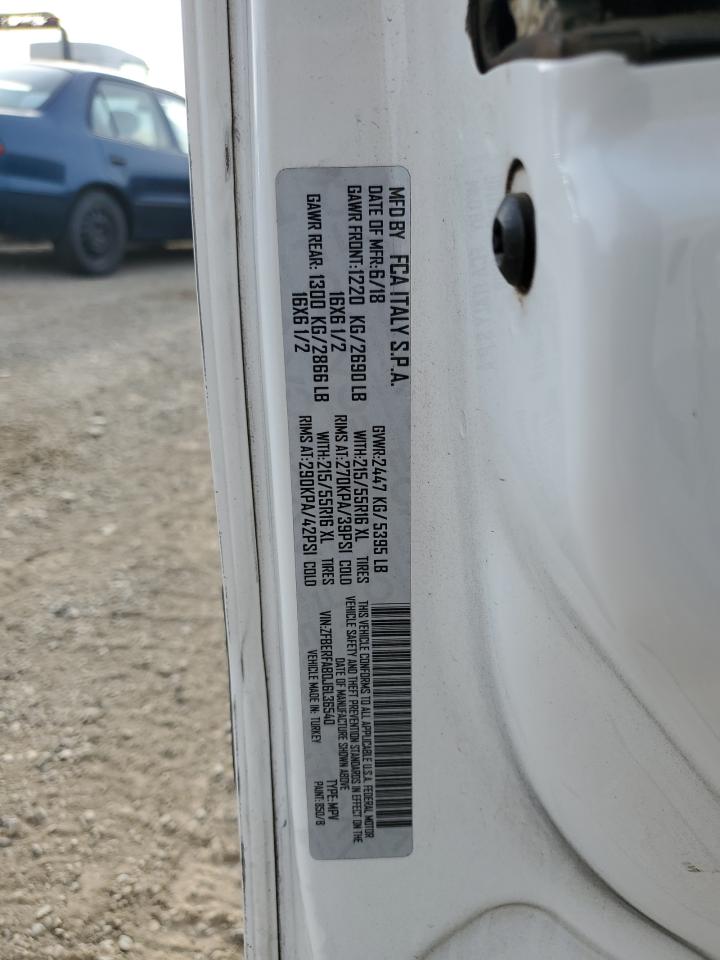 MFD BY FCA ITALY S.P.A.
DATE OF MFR:6/18 GVWR:2447 KG/5395 LB
GAWR FRONT:1220 KG/2690 LB WITH:215/55R16 XL TIRES
16X6 1/2 RIMS AT:270KPA/39PSI COLD
GAWR REAR: 1300 KG/2866 LB WITH:215/55R16 XL TIRES
16X6 1/2 RIMS AT:290KPA/42PSI COLD
THIS VEHICLE CONFORMS TO ALL APPLICABLE U.S.A. FEDERAL MOTOR
VEHICLE SAFETY AND THEFT PREVENTION STANDARDS IN EFFECT ON THE
DATE OF MANUFACTURE SHOWN ABOVE
VIN:ZFBERFAB0J6L36540 TYPE:MPV
VEHICLE MADE IN: TURKEY PAINT: 850/B